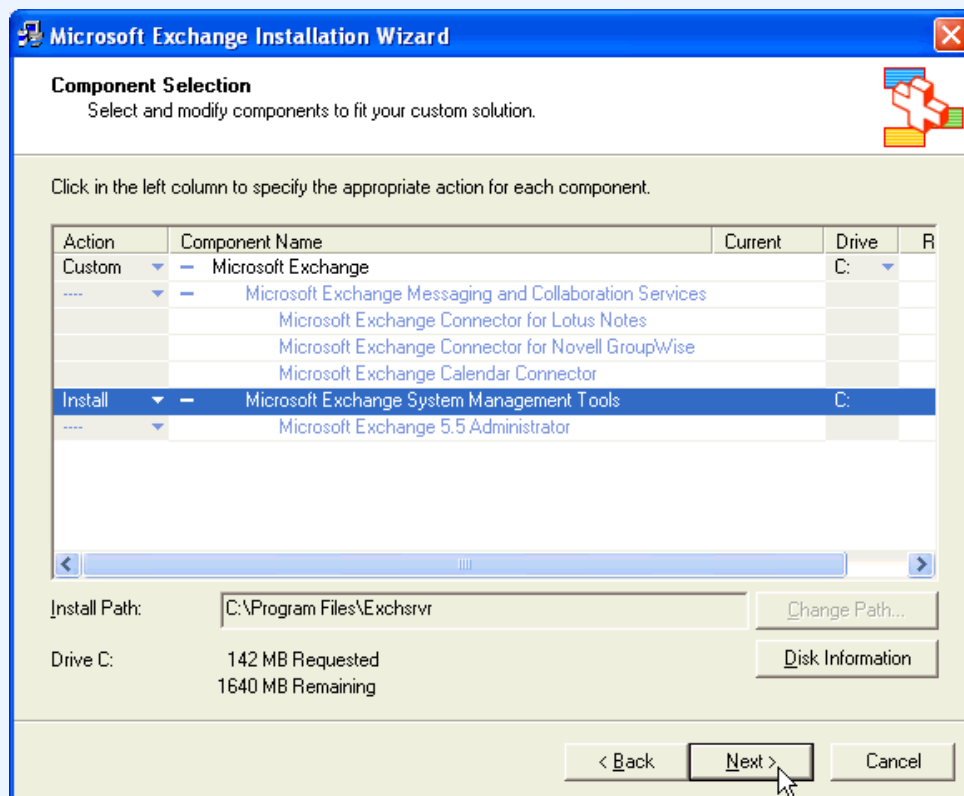 Microsoft Exchange Installation Wizard
Component Selection
Select and modify components to fit your custom solution.
Click in the left column to specify the appropriate action for each component.
Action Component Name Current Drive R
Custom Microsoft Exchange C:
---- Microsoft Exchange Messaging and Collaboration Services
Microsoft Exchange Connector for Lotus Notes
Microsoft Exchange Connector for Novell GroupWise
Microsoft Exchange Calendar Connector
Install Microsoft Exchange System Management Tools C:
---- Microsoft Exchange 5.5 Administrator
Install Path: C:\Program Files\Exchsrvr Change Path...
Drive C: 142 MB Requested Disk Information
1640 MB Remaining
< Back Next > Cancel